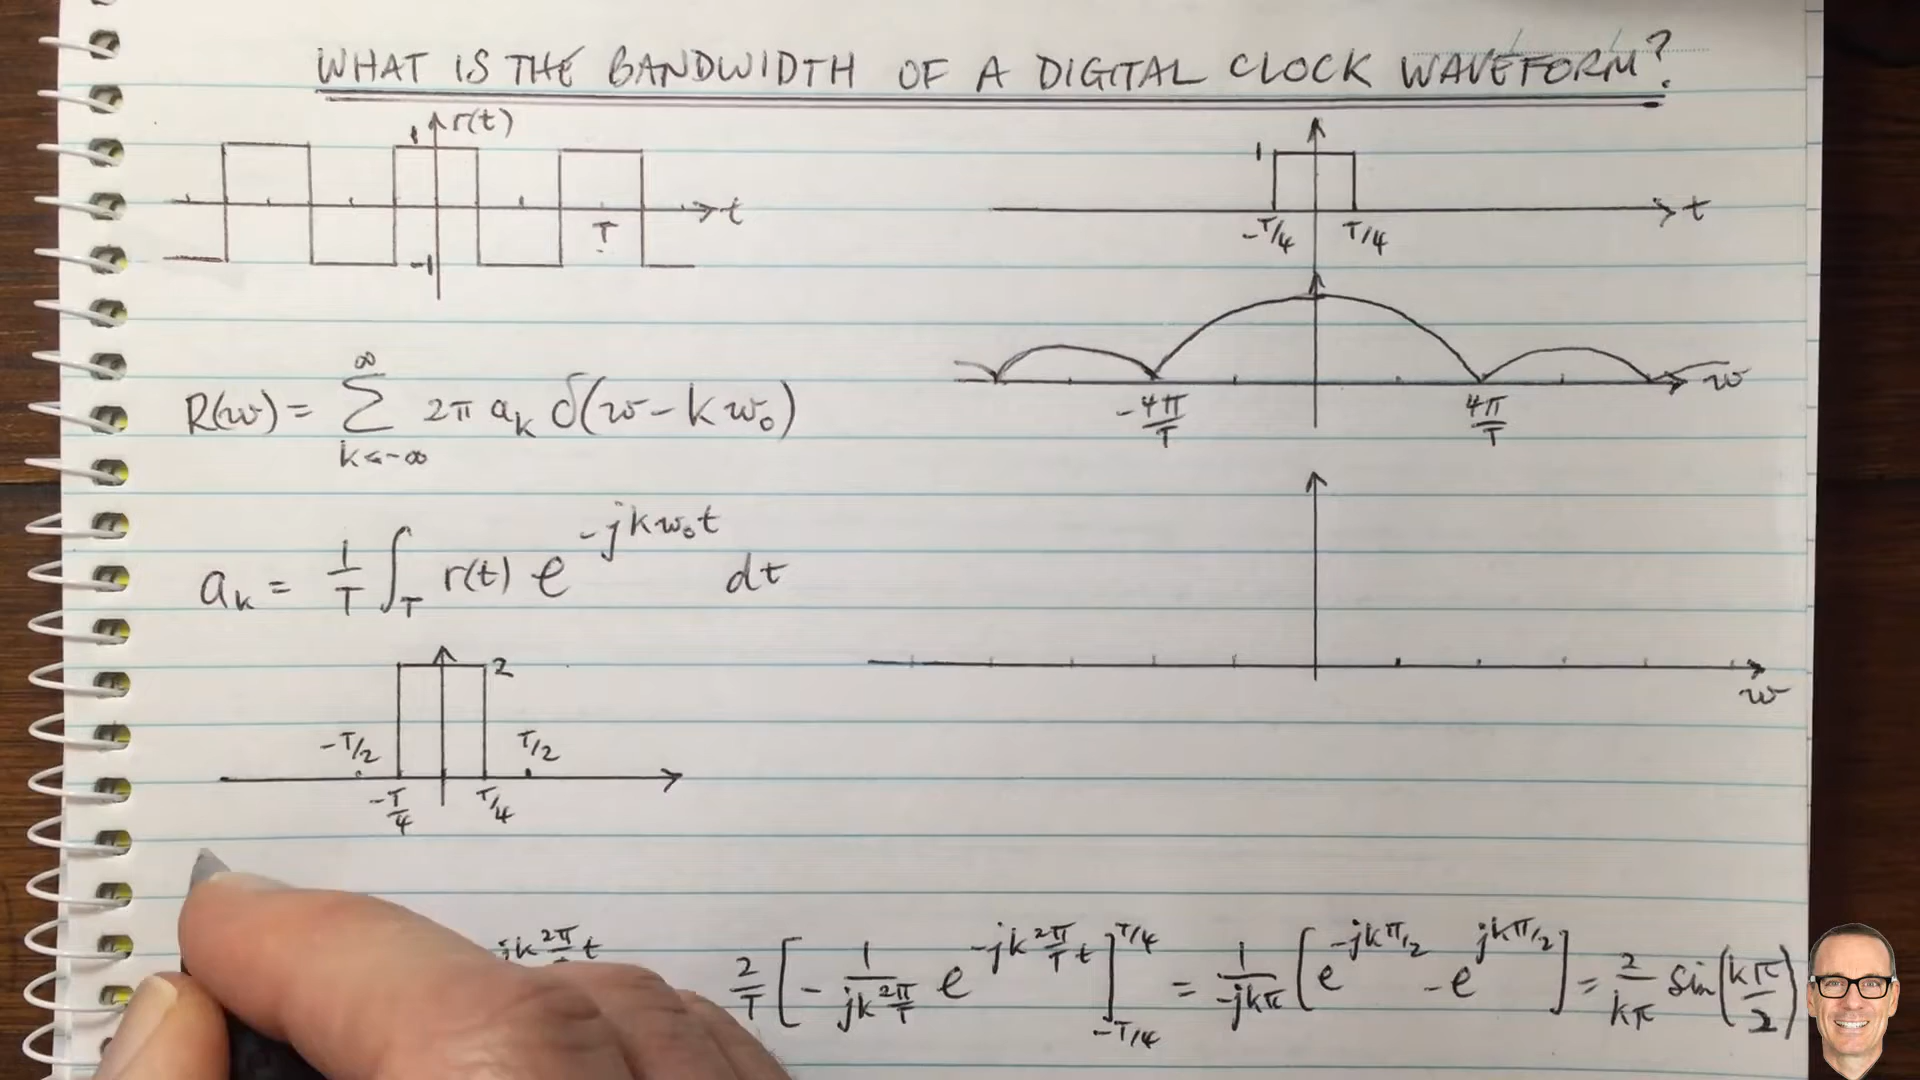 WHAT IS THE BANDWIDTH OF A DIGITAL CLOCK WAVEFORM?
1 r(t)
T t
-1
1
-T/4 T/4 t
-4π/T 4π/T w
R(w) = ∞ Σ k=-∞ 2π a_k δ(w - k w_0)
a_k = 1/T ∫_T r(t) e^{-jkw_0t} dt
2
-T/2 T/2
-T/4 T/4
w
jk 2π t
2/T [ - 1/(jk 2π/T) e^{-jk 2π/T t} ]_{-T/4}^{T/4} = 1/(-jkπ) [ e^{-jkπ/2} - e^{jkπ/2} ] = 2/(kπ) sin(kπ/2)